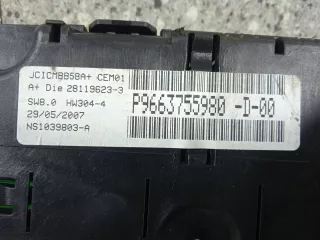 JCICMBB58A+ CEM01
A+ Die 28119623-3
SW8.0 HW304-4
29/05/2007
NS1039803-A
P9663755980 -D-00